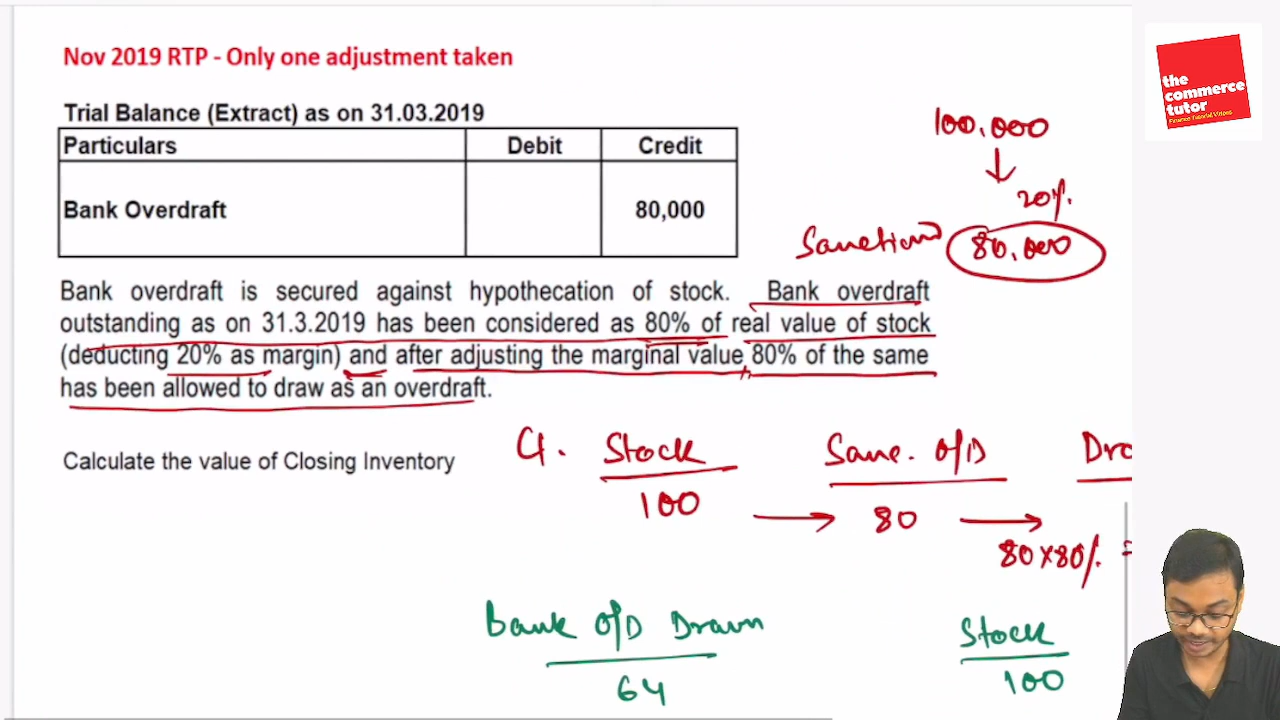 Nov 2019 RTP - Only one adjustment taken
the
commerce
tutor
Finance Tutorial Videos
Trial Balance (Extract) as on 31.03.2019
Particulars Debit Credit
Bank Overdraft 80,000
100,000
20%.
Sanctioned 80,000
Bank overdraft is secured against hypothecation of stock. Bank overdraft
outstanding as on 31.3.2019 has been considered as 80% of real value of stock
(deducting 20% as margin) and after adjusting the marginal value 80% of the same
has been allowed to draw as an overdraft.
Calculate the value of Closing Inventory
Cl. Stock Sanc. O/D
100 → 80 →
80×80%. =
Bank O/D Drawn Stock
64 100